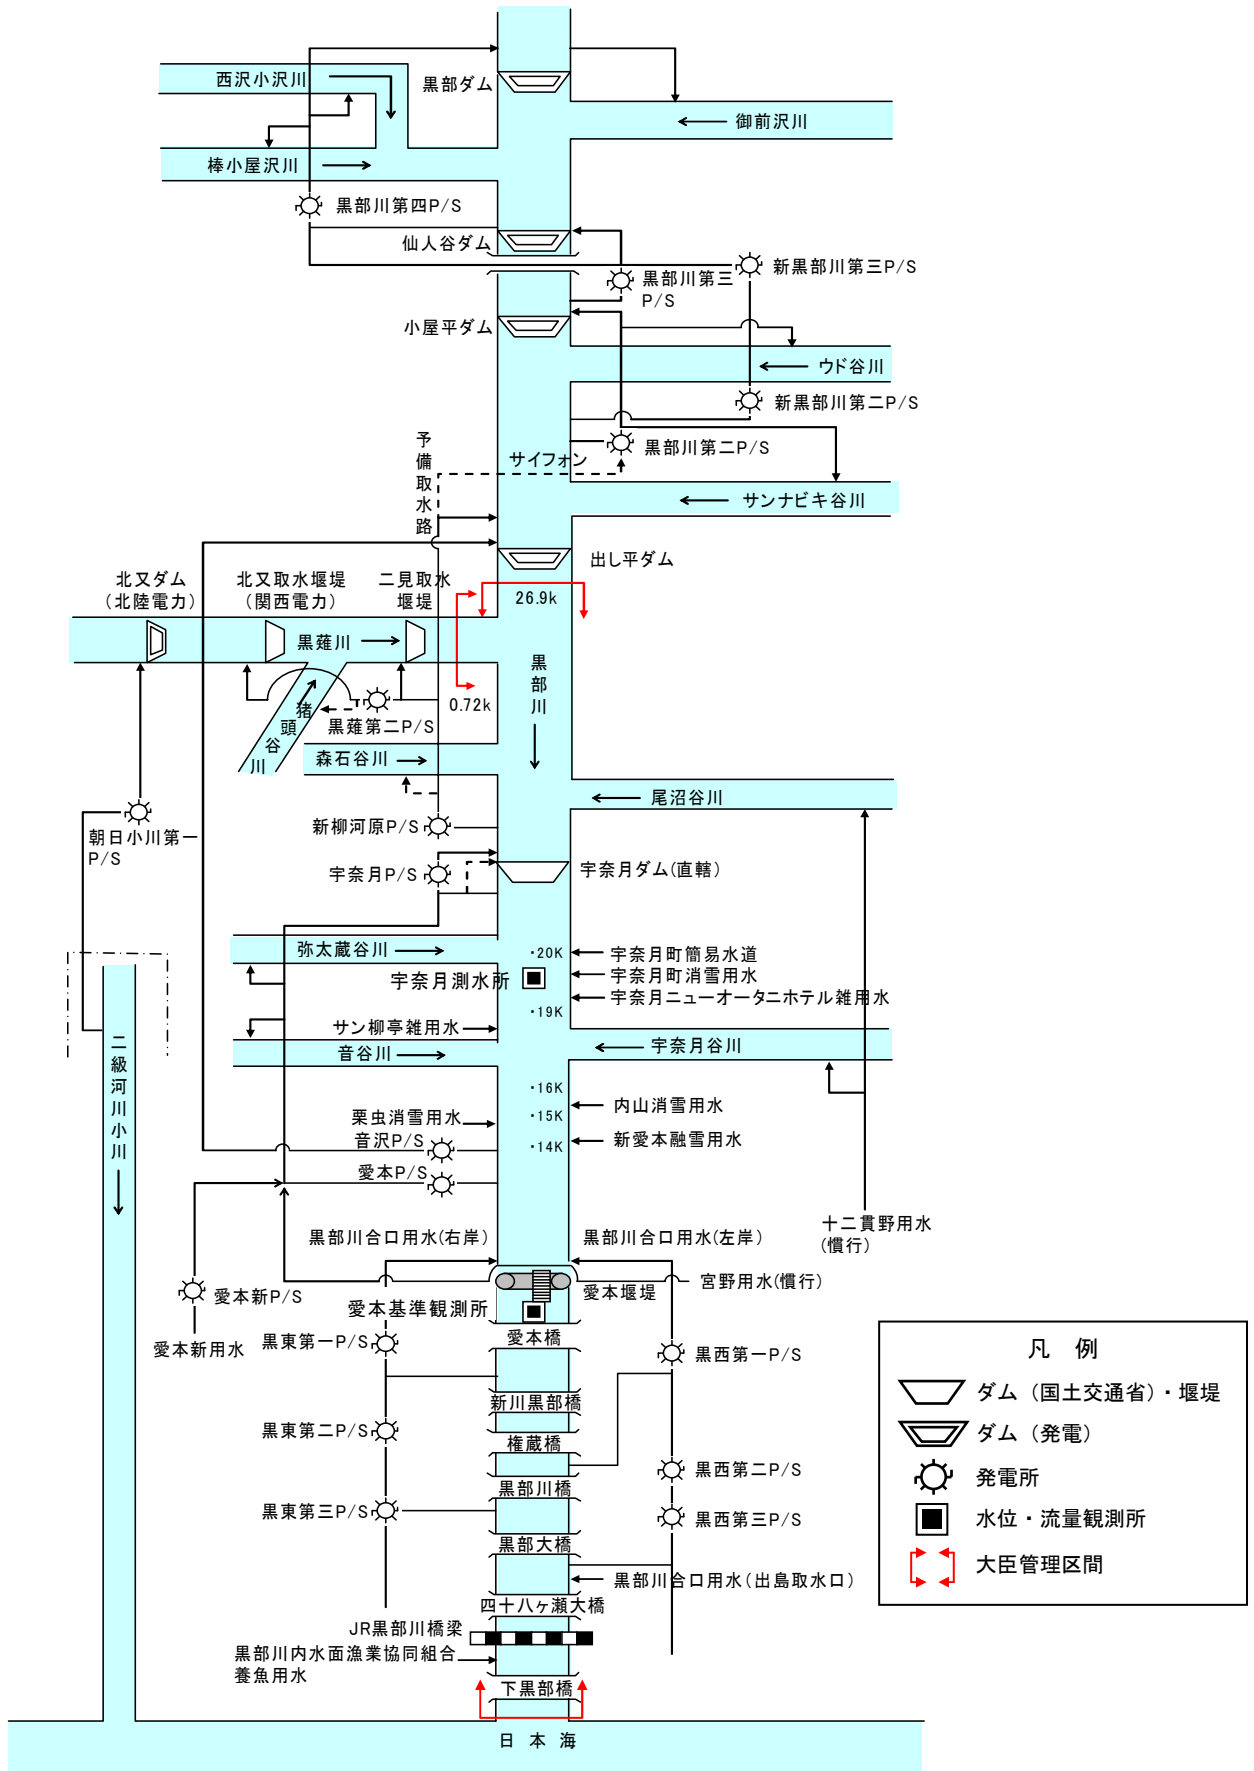 西沢小沢川
黒部ダム
御前沢川
棒小屋沢川
黒部川第四P/S
仙人谷ダム
新黒部川第三P/S
黒部川第三
P/S
小屋平ダム
ウド谷川
新黒部川第二P/S
予備取水路
黒部川第二P/S
サイフォン
サンナビキ谷川
出し平ダム
北又ダム
(北陸電力)
北又取水堰堤
(関西電力)
二見取水
堰堤
26.9k
黒薙川
黒部川
0.72k
猪頭谷川
黒薙第二P/S
森石谷川
尾沼谷川
朝日小川第一
P/S
新柳河原P/S
宇奈月P/S
宇奈月ダム(直轄)
弥太蔵谷川
・20K
宇奈月町簡易水道
宇奈月測水所
宇奈月町消雪用水
宇奈月ニューオータニホテル雑用水
・19K
サン柳亭雑用水
音谷川
宇奈月谷川
二級河川小川
・16K
内山消雪用水
栗虫消雪用水
・15K
音沢P/S
・14K
新愛本融雪用水
愛本P/S
十二貫野用水
(慣行)
黒部川合口用水(右岸)
黒部川合口用水(左岸)
愛本新P/S
愛本堰堤
宮野用水(慣行)
愛本基準観測所
愛本新用水
黒東第一P/S
愛本橋
黒西第一P/S
新川黒部橋
黒東第二P/S
権蔵橋
黒西第二P/S
黒部川橋
黒東第三P/S
黒西第三P/S
黒部大橋
黒部川合口用水(出島取水口)
四十八ヶ瀬大橋
JR黒部川橋梁
黒部川内水面漁業協同組合
養魚用水
下黒部橋
日本海
凡 例
ダム（国土交通省）・堰堤
ダム（発電）
発電所
水位・流量観測所
大臣管理区間